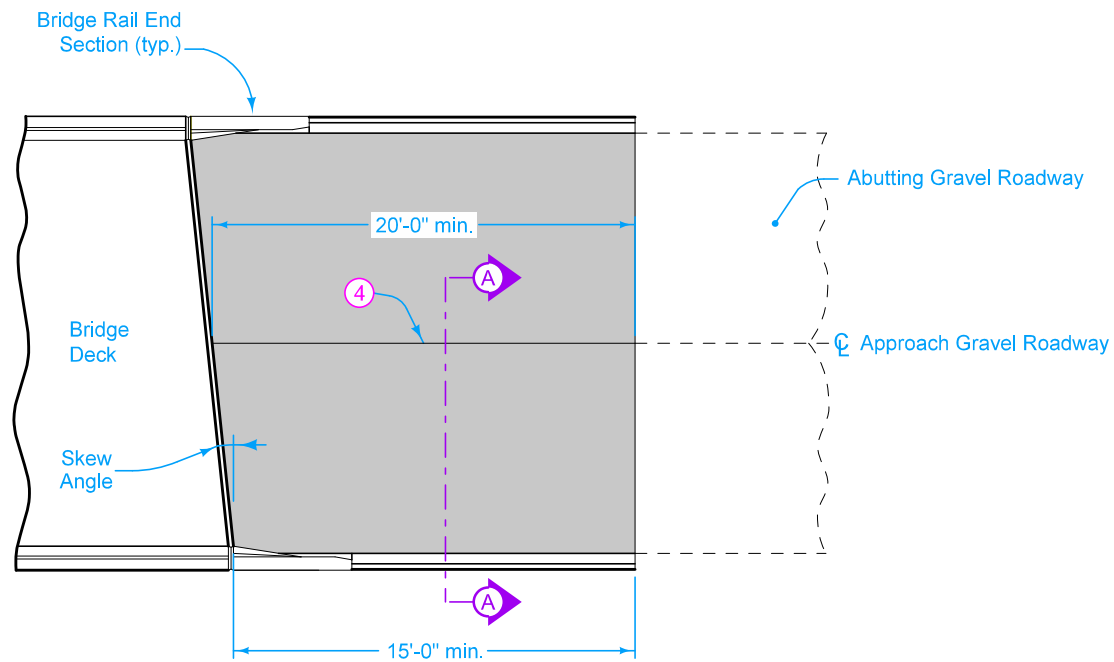 Bridge Rail End
Section (typ.)
Abutting Gravel Roadway
20'-0" min.
A
4
Bridge
Deck
℄ Approach Gravel Roadway
Skew
Angle
A
15'-0" min.